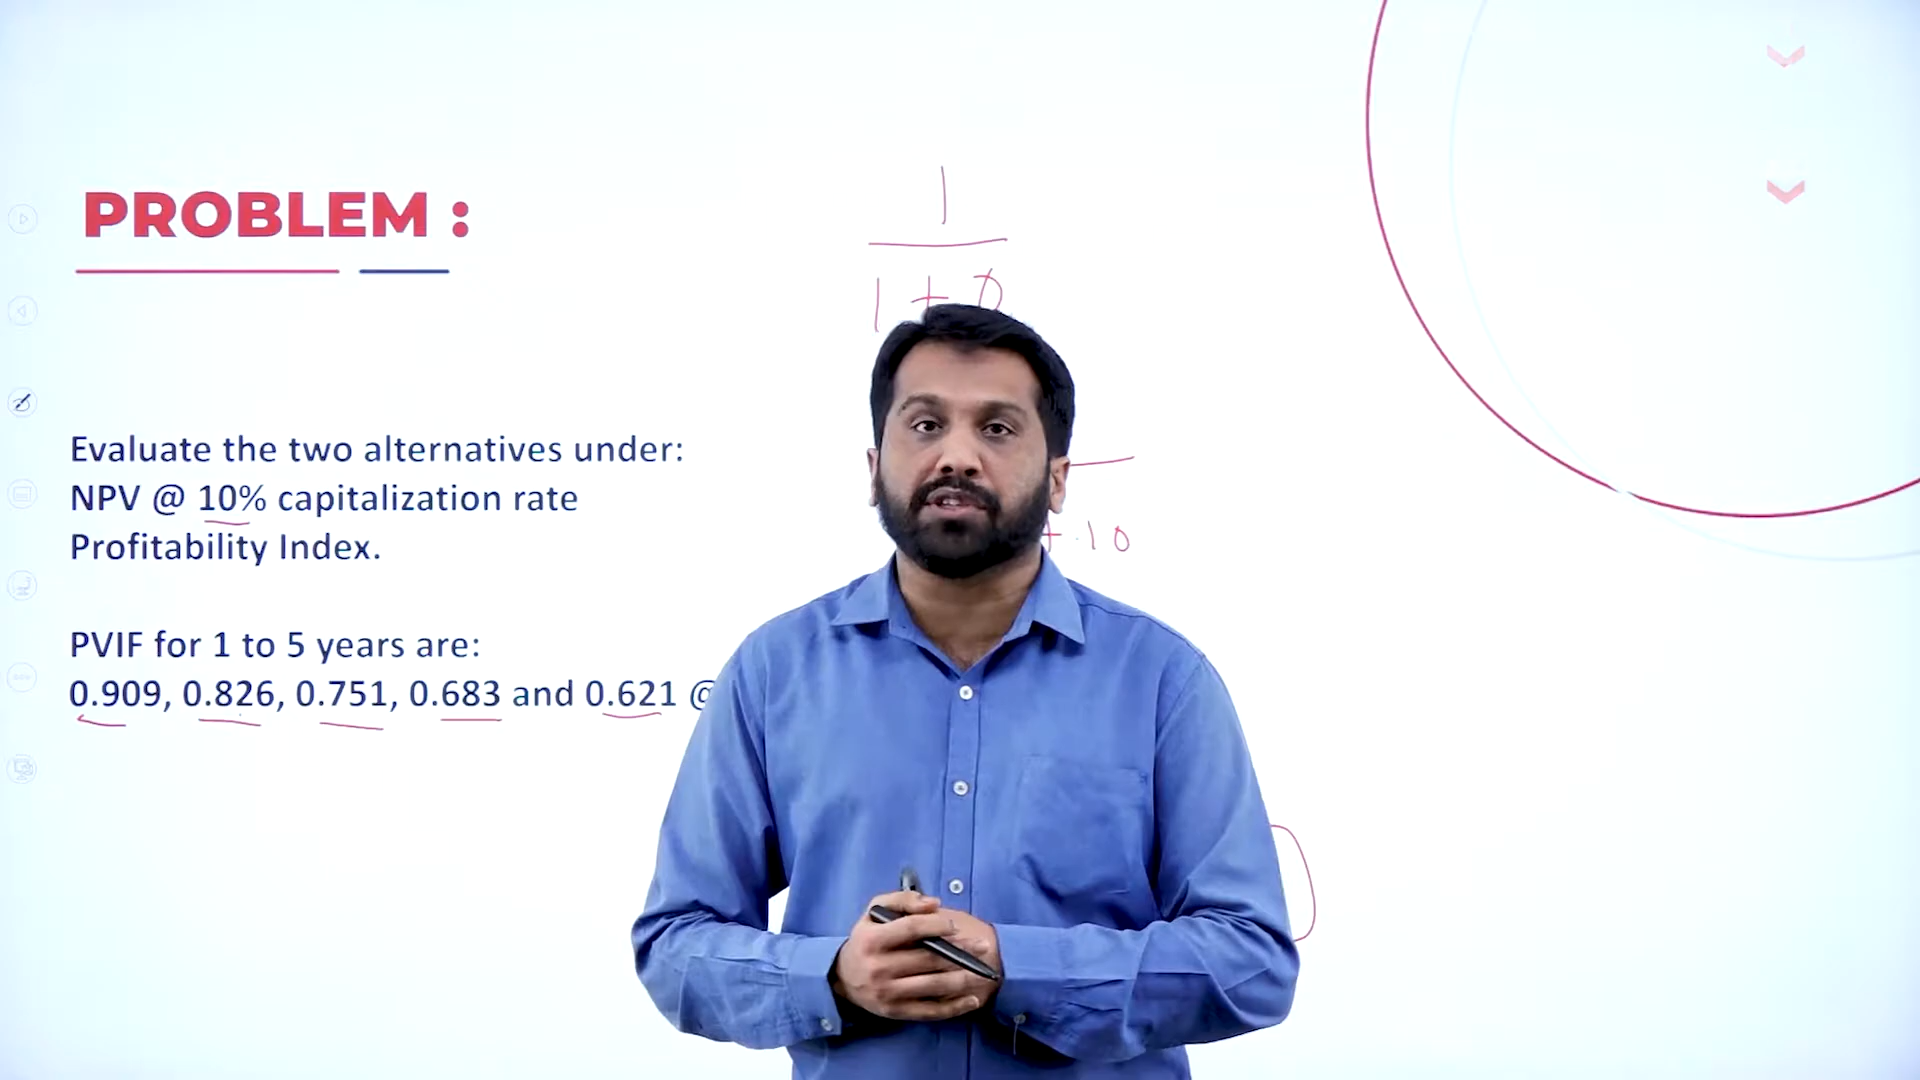 PROBLEM :
1
1 +
+ .10
Evaluate the two alternatives under:
NPV @ 10% capitalization rate
Profitability Index.
PVIF for 1 to 5 years are:
0.909, 0.826, 0.751, 0.683 and 0.621 @